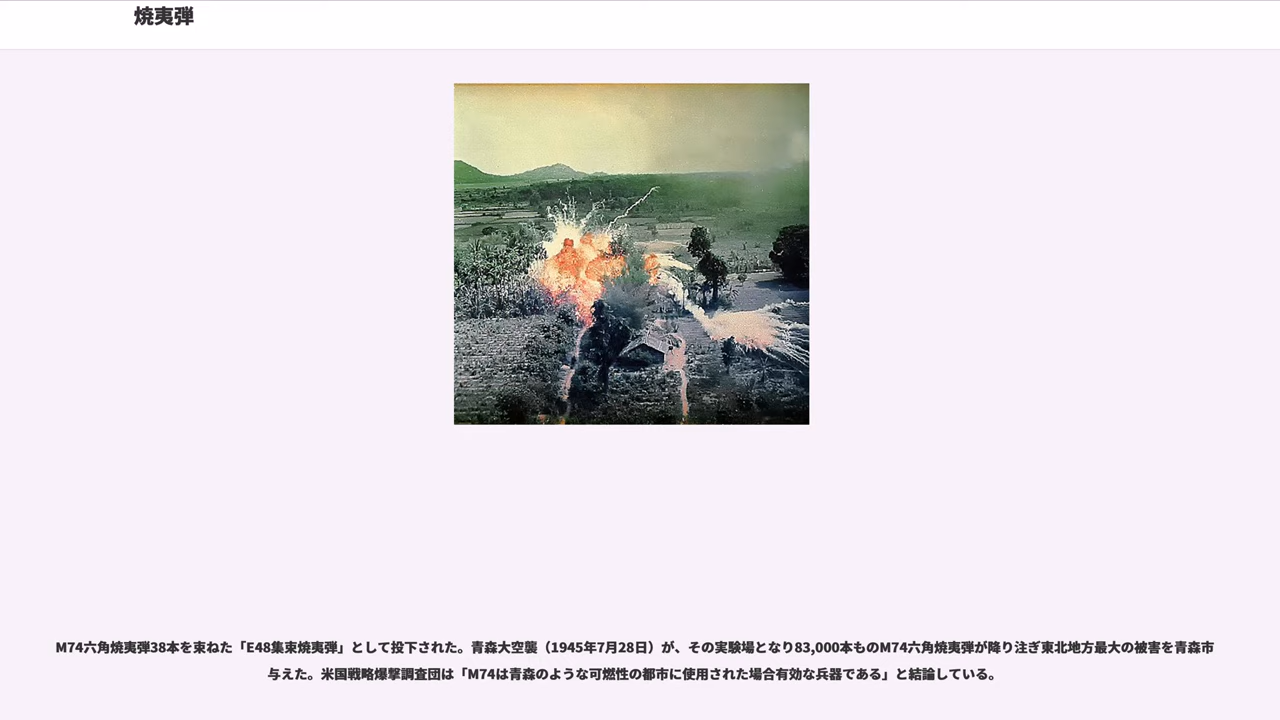 焼夷弾
M74六角焼夷弾38本を束ねた「E48集束焼夷弾」として投下された。青森大空襲（1945年7月28日）が、その実験場となり83,000本ものM74六角焼夷弾が降り注ぎ東北地方最大の被害を青森市
与えた。米国戦略爆撃調査団は「M74は青森のような可燃性の都市に使用された場合有効な兵器である」と結論している。